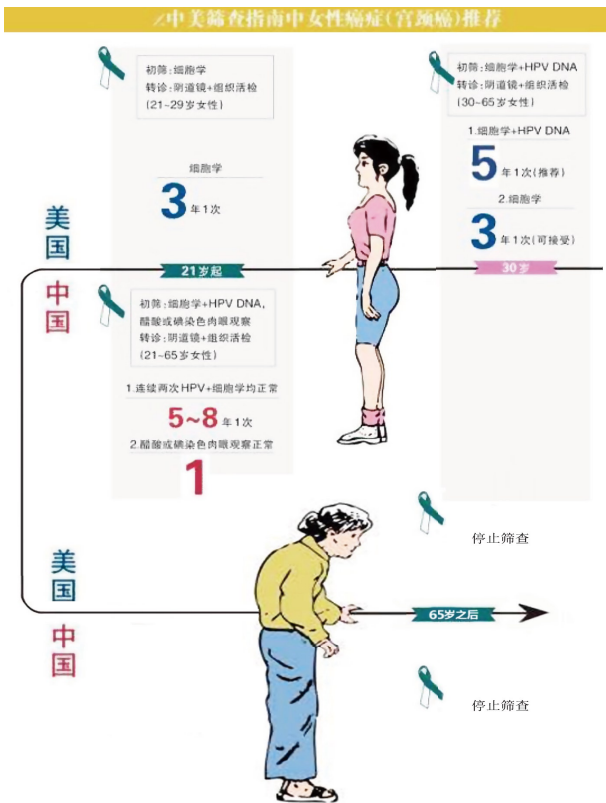 中美筛查指南中女性癌症(宫颈癌)推荐
初筛:细胞学
转诊:阴道镜+组织活检
(21~29岁女性)
细胞学
3年1次
初筛:细胞学+HPV DNA
转诊:阴道镜+组织活检
(30~65岁女性)
1.细胞学+HPV DNA
5年1次(推荐)
2.细胞学
3年1次(可接受)
美国
21岁起
30岁
中国
初筛:细胞学+HPV DNA,
醋酸或碘染色肉眼观察
转诊:阴道镜+组织活检
(21~65岁女性)
1.连续两次HPV+细胞学均正常
5~8年1次
2.醋酸或碘染色肉眼观察正常
1
停止筛查
美国
65岁之后
中国
停止筛查